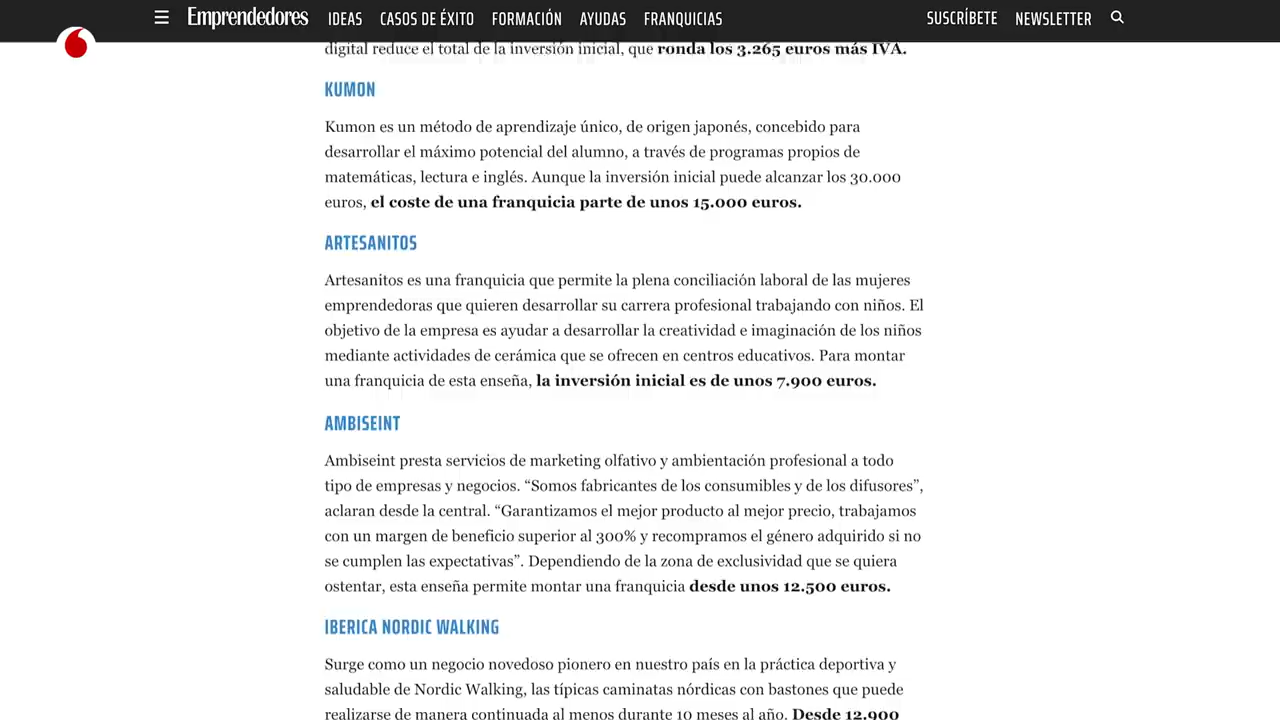 Emprendedores IDEAS CASOS DE ÉXITO FORMACIÓN AYUDAS FRANQUICIAS SUSCRÍBETE NEWSLETTER
digital reduce el total de la inversión inicial, que ronda los 3.265 euros más IVA.
KUMON
Kumon es un método de aprendizaje único, de origen japonés, concebido para
desarrollar el máximo potencial del alumno, a través de programas propios de
matemáticas, lectura e inglés. Aunque la inversión inicial puede alcanzar los 30.000
euros, el coste de una franquicia parte de unos 15.000 euros.
ARTESANITOS
Artesanitos es una franquicia que permite la plena conciliación laboral de las mujeres
emprendedoras que quieren desarrollar su carrera profesional trabajando con niños. El
objetivo de la empresa es ayudar a desarrollar la creatividad e imaginación de los niños
mediante actividades de cerámica que se ofrecen en centros educativos. Para montar
una franquicia de esta enseña, la inversión inicial es de unos 7.900 euros.
AMBISEINT
Ambiseint presta servicios de marketing olfativo y ambientación profesional a todo
tipo de empresas y negocios. “Somos fabricantes de los consumibles y de los difusores”,
aclaran desde la central. “Garantizamos el mejor producto al mejor precio, trabajamos
con un margen de beneficio superior al 300% y recompramos el género adquirido si no
se cumplen las expectativas”. Dependiendo de la zona de exclusividad que se quiera
ostentar, esta enseña permite montar una franquicia desde unos 12.500 euros.
IBERICA NORDIC WALKING
Surge como un negocio novedoso pionero en nuestro país en la práctica deportiva y
saludable de Nordic Walking, las típicas caminatas nórdicas con bastones que puede
realizarse de manera continuada al menos durante 10 meses al año. Desde 12.900